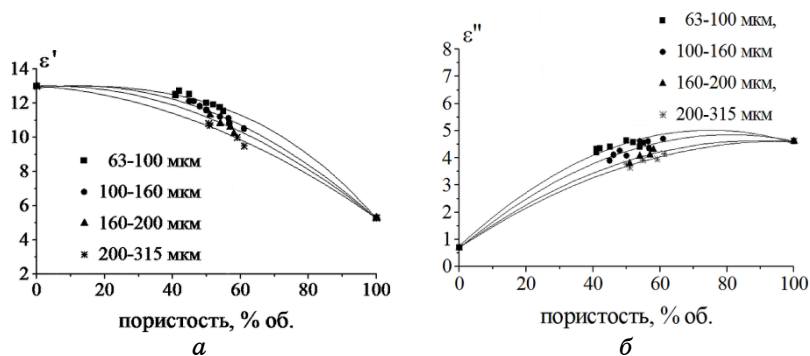 ε'
14
12
10
8
6
4
2
0 20 40 60 80 100
63-100 мкм
100-160 мкм
160-200 мкм
200-315 мкм
пористость, % об.
а
ε''
8
7
6
5
4
3
2
1
0
0 20 40 60 80 100
63-100 мкм,
100-160 мкм
160-200 мкм,
200-315 мкм
пористость, % об.
б